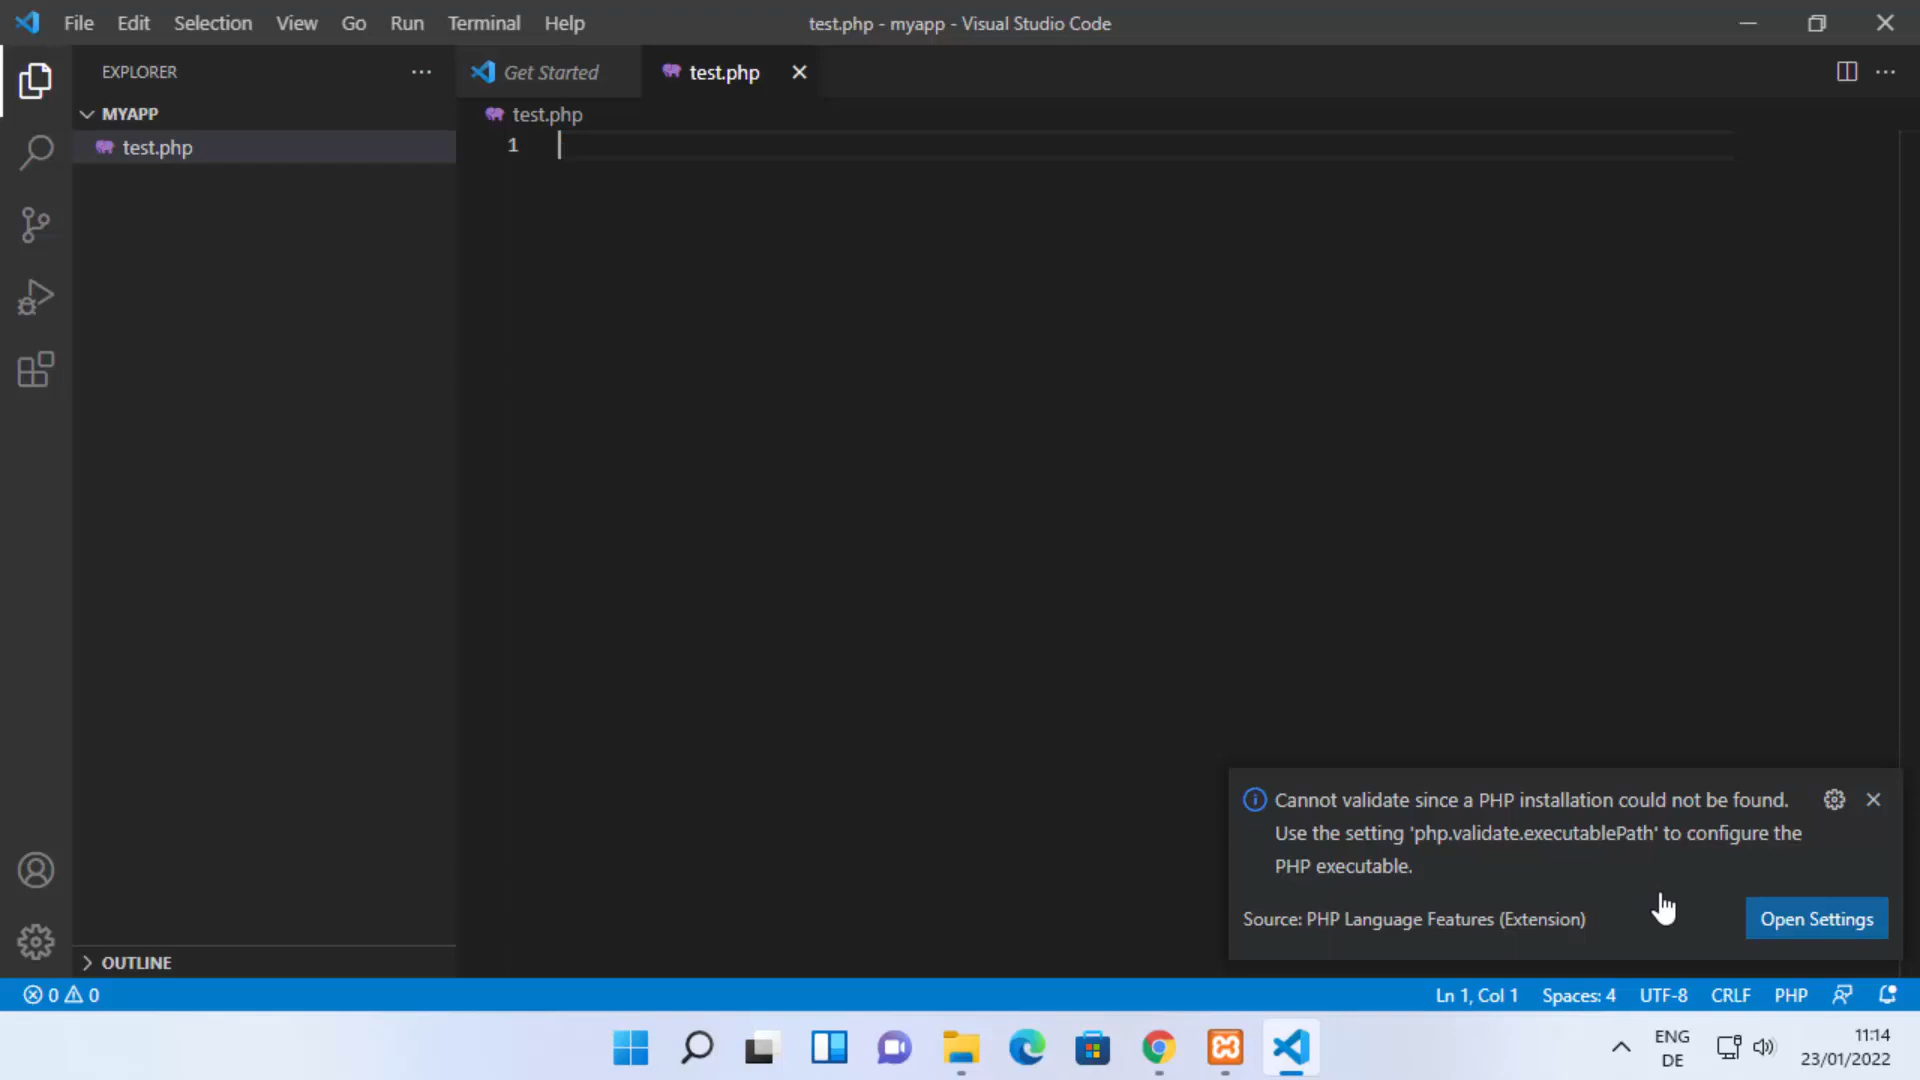 File Edit Selection View Go Run Terminal Help
test.php - myapp - Visual Studio Code
EXPLORER
Get Started
test.php
MYAPP
test.php
test.php
1
Cannot validate since a PHP installation could not be found.
Use the setting 'php.validate.executablePath' to configure the
PHP executable.
Source: PHP Language Features (Extension)
Open Settings
OUTLINE
0 0
Ln 1, Col 1 Spaces: 4 UTF-8 CRLF PHP
ENG
DE
11:14
23/01/2022